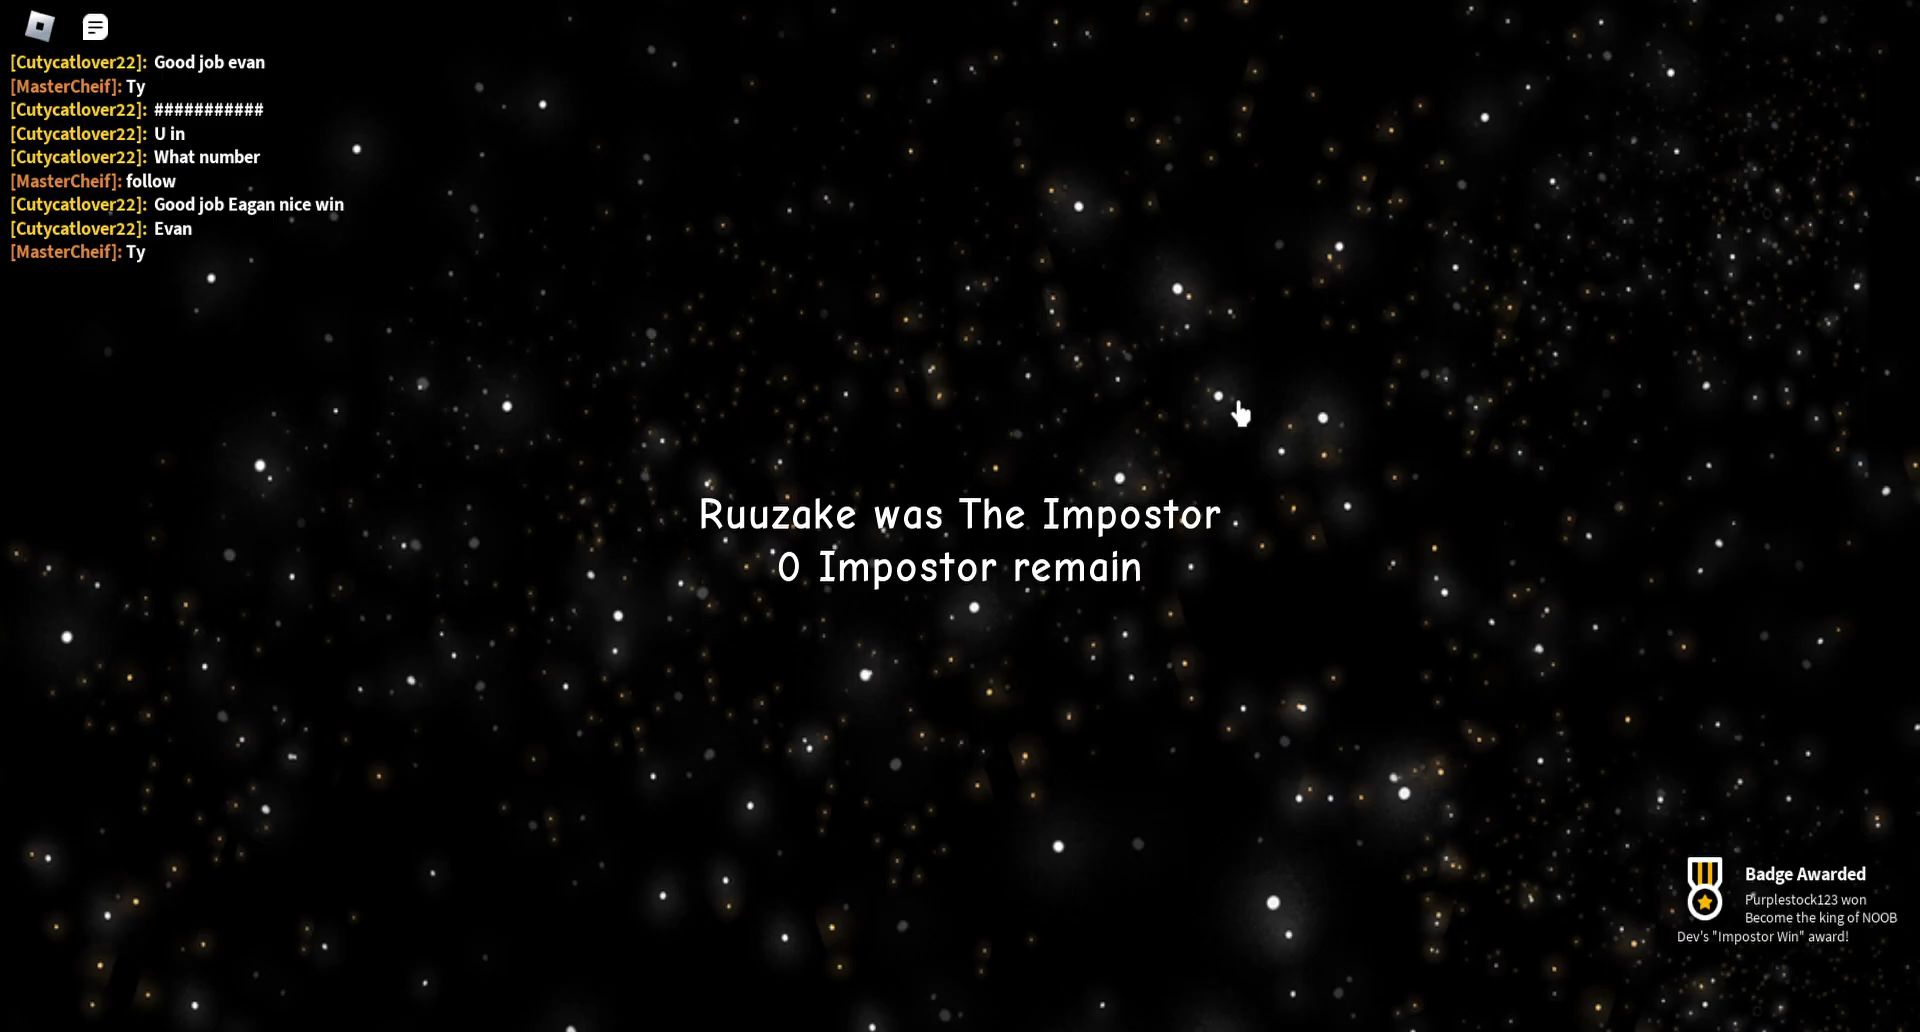 [Cutycatlover22]: Good job evan
[MasterCheif]: Ty
[Cutycatlover22]: ###########
[Cutycatlover22]: U in
[Cutycatlover22]: What number
[MasterCheif]: follow
[Cutycatlover22]: Good job Eagan nice win
[Cutycatlover22]: Evan
[MasterCheif]: Ty
Ruuzake was The Impostor
0 Impostor remain
Badge Awarded
Purplestock123 won
Become the king of NOOB
Dev's "Impostor Win" award!